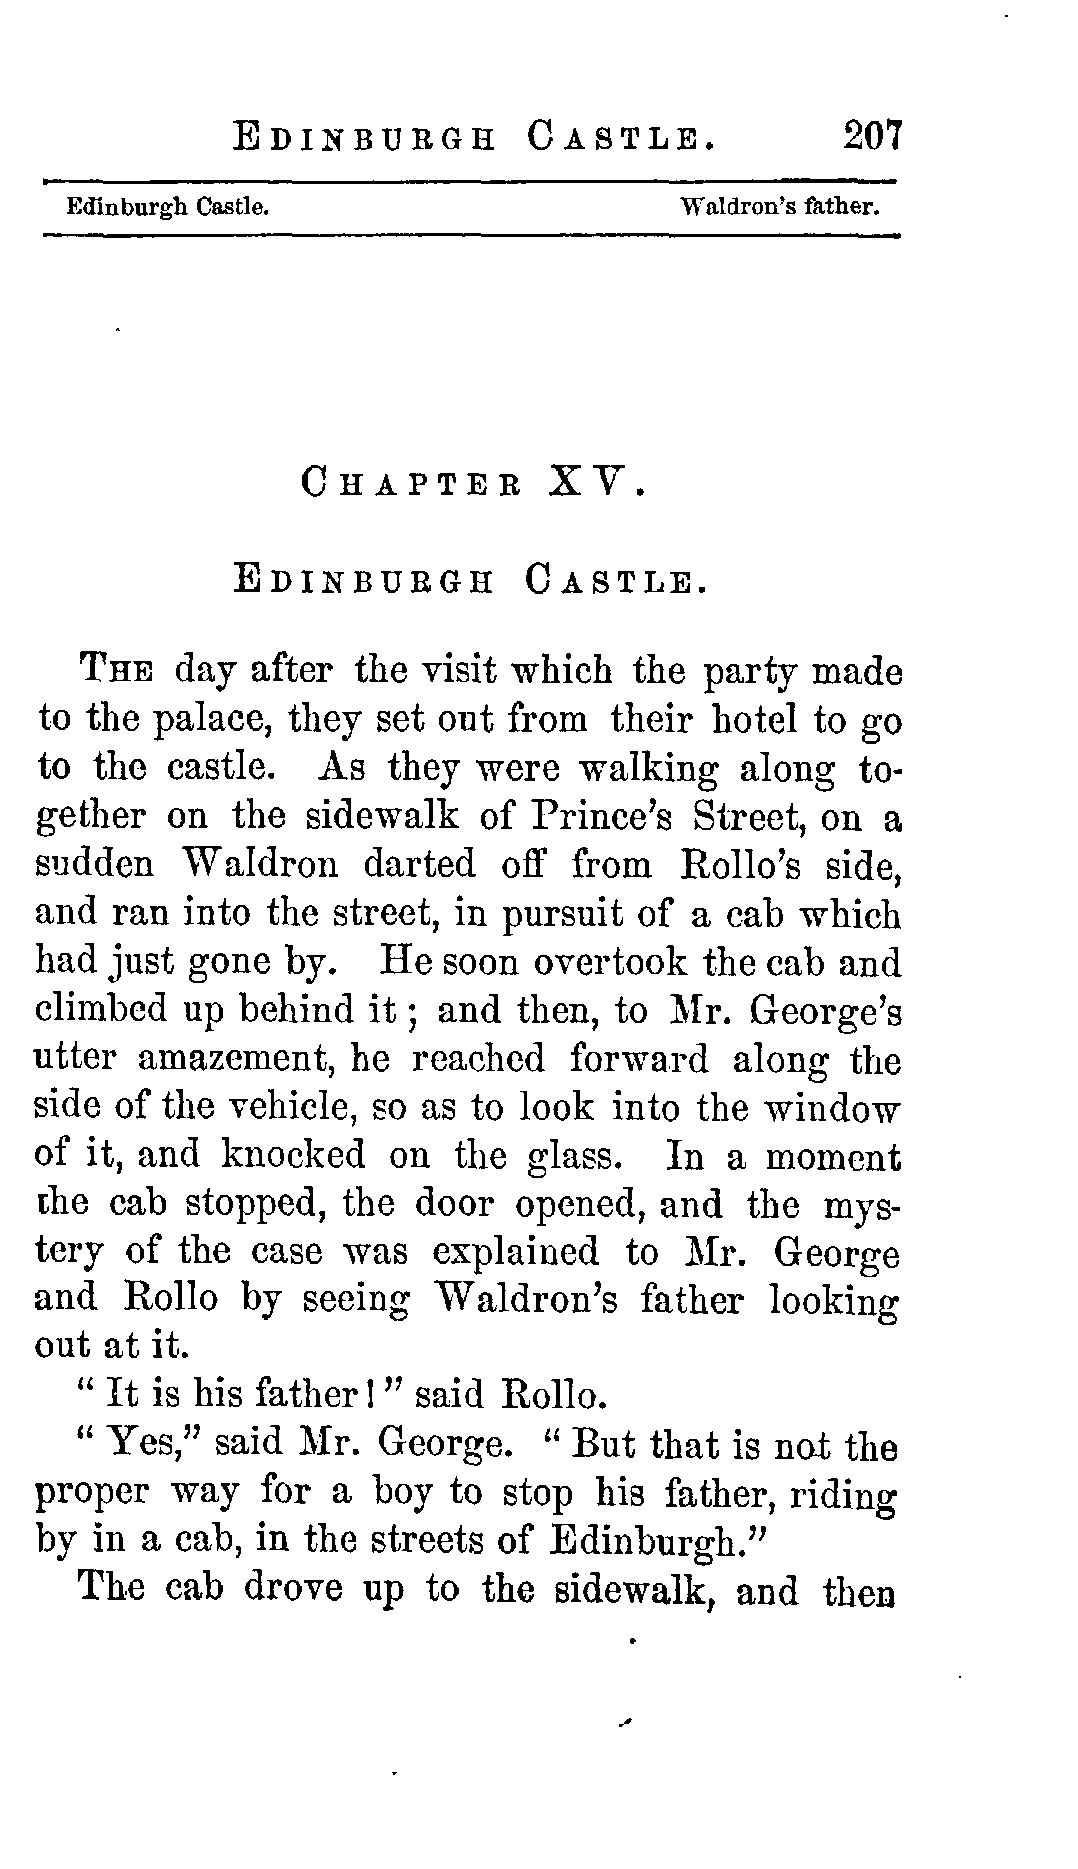 EDINBURGH CASTLE. 207
Edinburgh Castle. Waldron's father.
CHAPTER XV.
EDINBURGH CASTLE.
THE day after the visit which the party made
to the palace, they set out from their hotel to go
to the castle. As they were walking along to-
gether on the sidewalk of Prince's Street, on a
sudden Waldron darted off from Rollo's side,
and ran into the street, in pursuit of a cab which
had just gone by. He soon overtook the cab and
climbed up behind it; and then, to Mr. George's
utter amazement, he reached forward along the
side of the vehicle, so as to look into the window
of it, and knocked on the glass. In a moment
the cab stopped, the door opened, and the mys-
tery of the case was explained to Mr. George
and Rollo by seeing Waldron's father looking
out at it.
"It is his father!" said Rollo.
"Yes," said Mr. George. "But that is not the
proper way for a boy to stop his father, riding
by in a cab, in the streets of Edinburgh."
The cab drove up to the sidewalk, and then